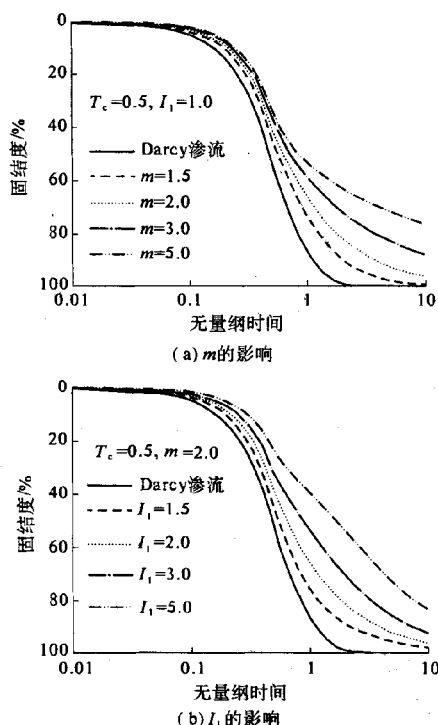 0
20
40
60
80
100
固结度/%
T_c=0.5, I_1=1.0
Darcy渗流
m=1.5
m=2.0
m=3.0
m=5.0
0.01 0.1 1 10
无量纲时间
(a) m的影响
0
20
40
60
80
100
固结度/%
T_c=0.5, m=2.0
Darcy渗流
I_1=1.5
I_1=2.0
I_1=3.0
I_1=5.0
0.01 0.1 1 10
无量纲时间
(b) I_1的影响